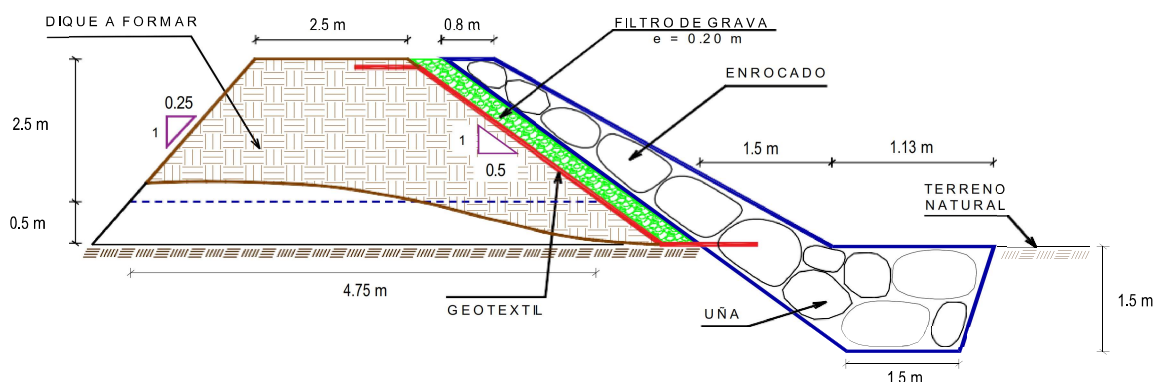 DIQUE A FORMAR
2.5 m
0.8 m
FILTRO DE GRAVA
e = 0.20 m
ENROCADO
0.25
1
2.5 m
1
0.5
1.5 m
1.13 m
TERRENO
NATURAL
0.5 m
4.75 m
GEOTEXTIL
UÑA
1.5 m
1.5 m